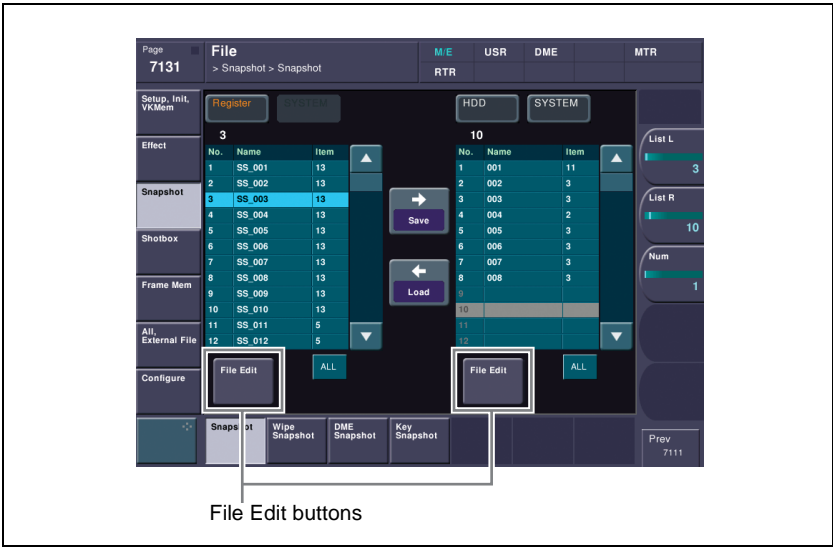 Page
7131
File
> Snapshot > Snapshot
M/E USR DME MTR
RTR
Setup, Init,
VKMem
Effect
Snapshot
Shotbox
Frame Mem
All,
External File
Configure
Register SYSTEM
3
No. Name Item
1 SS_001 13
2 SS_002 13
3 SS_003 13
4 SS_004 13
5 SS_005 13
6 SS_006 13
7 SS_007 13
8 SS_008 13
9 SS_009 13
10 SS_010 13
11 SS_011 5
12 SS_012 5
File Edit
ALL
Save
Load
HDD SYSTEM
10
No. Name Item
1 001 11
2 002 3
3 003 3
4 004 2
5 005 3
6 006 3
7 007 3
8 008 3
9
10
11
12
File Edit
ALL
List L
3
List R
10
Num
1
Snapshot
Wipe
Snapshot
DME
Snapshot
Key
Snapshot
Prev
7111
File Edit buttons